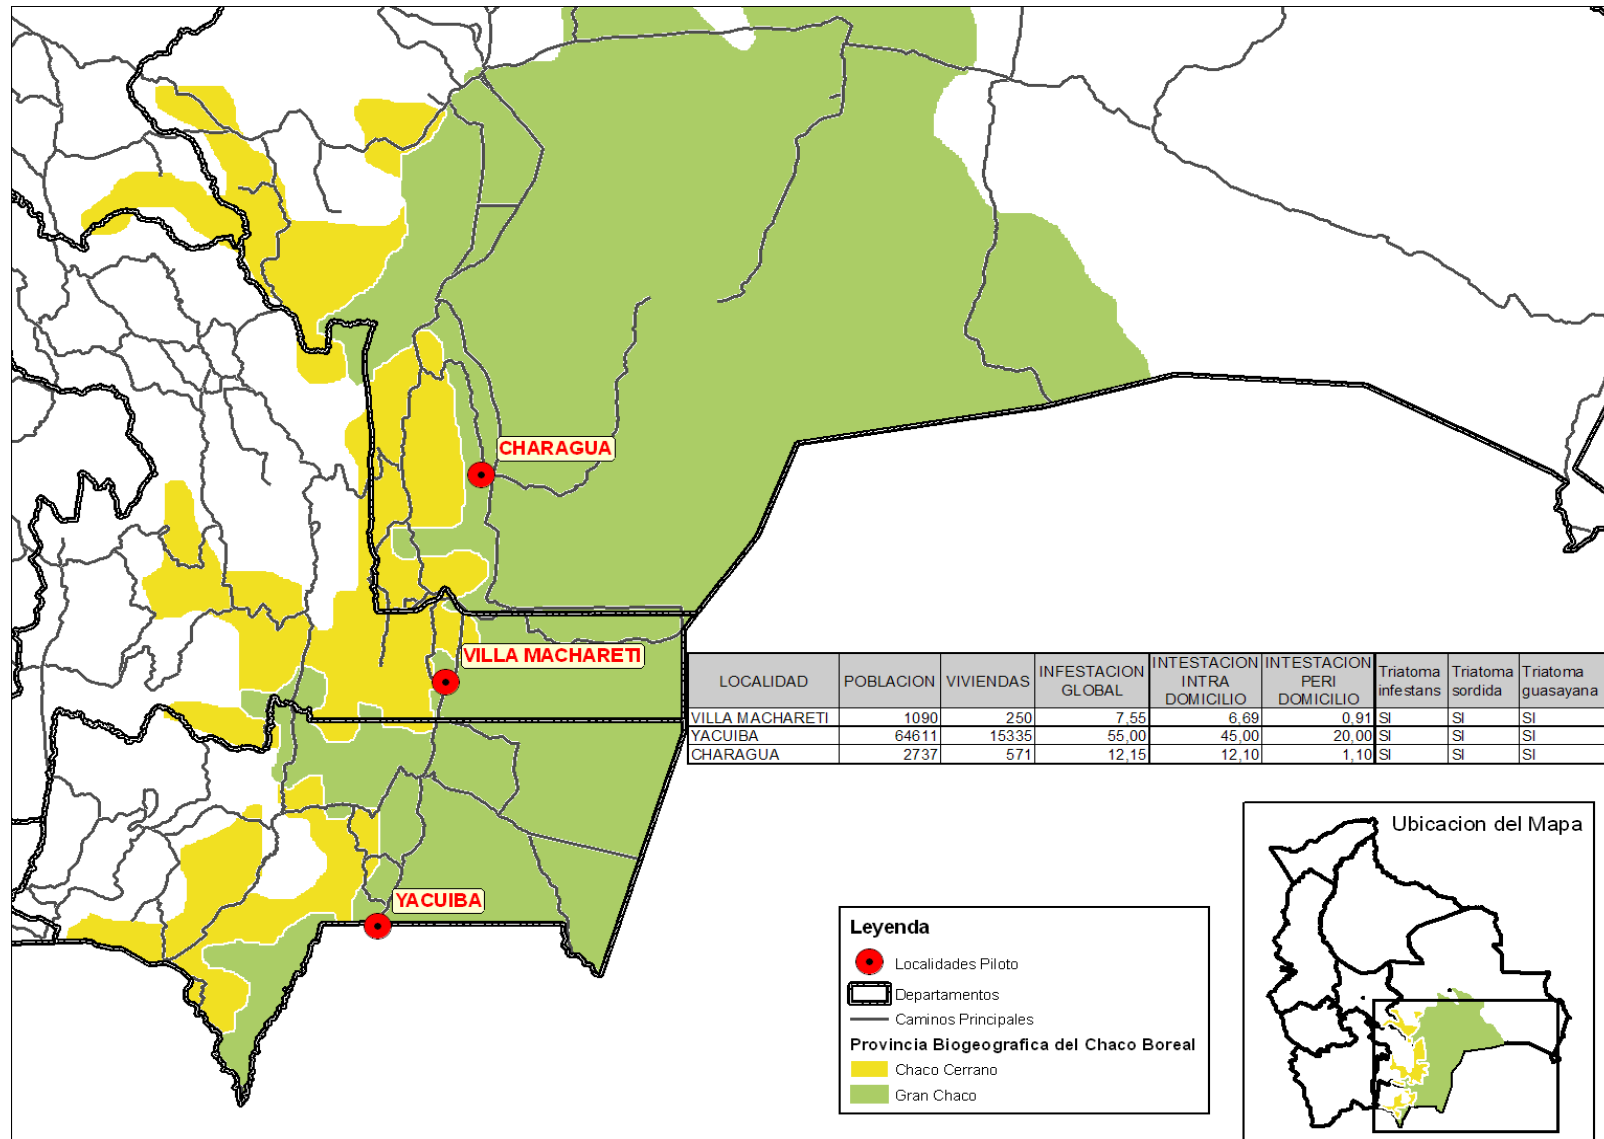 CHARAGUA
VILLA MACHARETI
YACUIBA
LOCALIDAD POBLACION VIVIENDAS INFESTACION GLOBAL INTESTACION INTRA DOMICILIO INTESTACION PERI DOMICILIO Triatoma infestans Triatoma sordida Triatoma guasayana
VILLA MACHARETI 1090 250 7,55 6,69 0,91 SI SI SI
YACUIBA 64611 15335 55,00 45,00 20,00 SI SI SI
CHARAGUA 2737 571 12,15 12,10 1,10 SI SI SI
Ubicacion del Mapa
Leyenda
Localidades Piloto
Departamentos
Caminos Principales
Provincia Biogeografica del Chaco Boreal
Chaco Cerrano
Gran Chaco